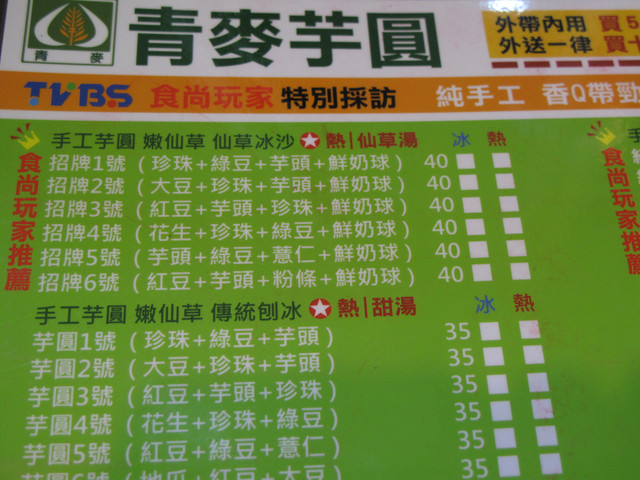 青麥
青麥芋圓
外帶內用 買5
外送一律 買
TVBS 食尚玩家 特別採訪 純手工 香Q帶勁
食尚玩家推薦
手工芋圓 嫩仙草 仙草冰沙 熱|仙草湯 冰 熱
招牌1號（珍珠+綠豆+芋頭+鮮奶球） 40
招牌2號（大豆+珍珠+芋頭+鮮奶球） 40
招牌3號（紅豆+芋頭+珍珠+鮮奶球） 40
招牌4號（花生+珍珠+綠豆+鮮奶球） 40
招牌5號（芋頭+綠豆+薏仁+鮮奶球） 40
招牌6號（紅豆+芋頭+粉條+鮮奶球） 40
手工芋圓 嫩仙草 傳統刨冰 熱|甜湯 冰 熱
芋圓1號（珍珠+綠豆+芋頭） 35
芋圓2號（大豆+珍珠+芋頭） 35
芋圓3號（紅豆+芋頭+珍珠） 35
芋圓4號（花生+珍珠+綠豆） 35
芋圓5號（紅豆+綠豆+薏仁） 35
芋圓6號（地瓜+紅豆+大豆） 35
食尚玩家推薦